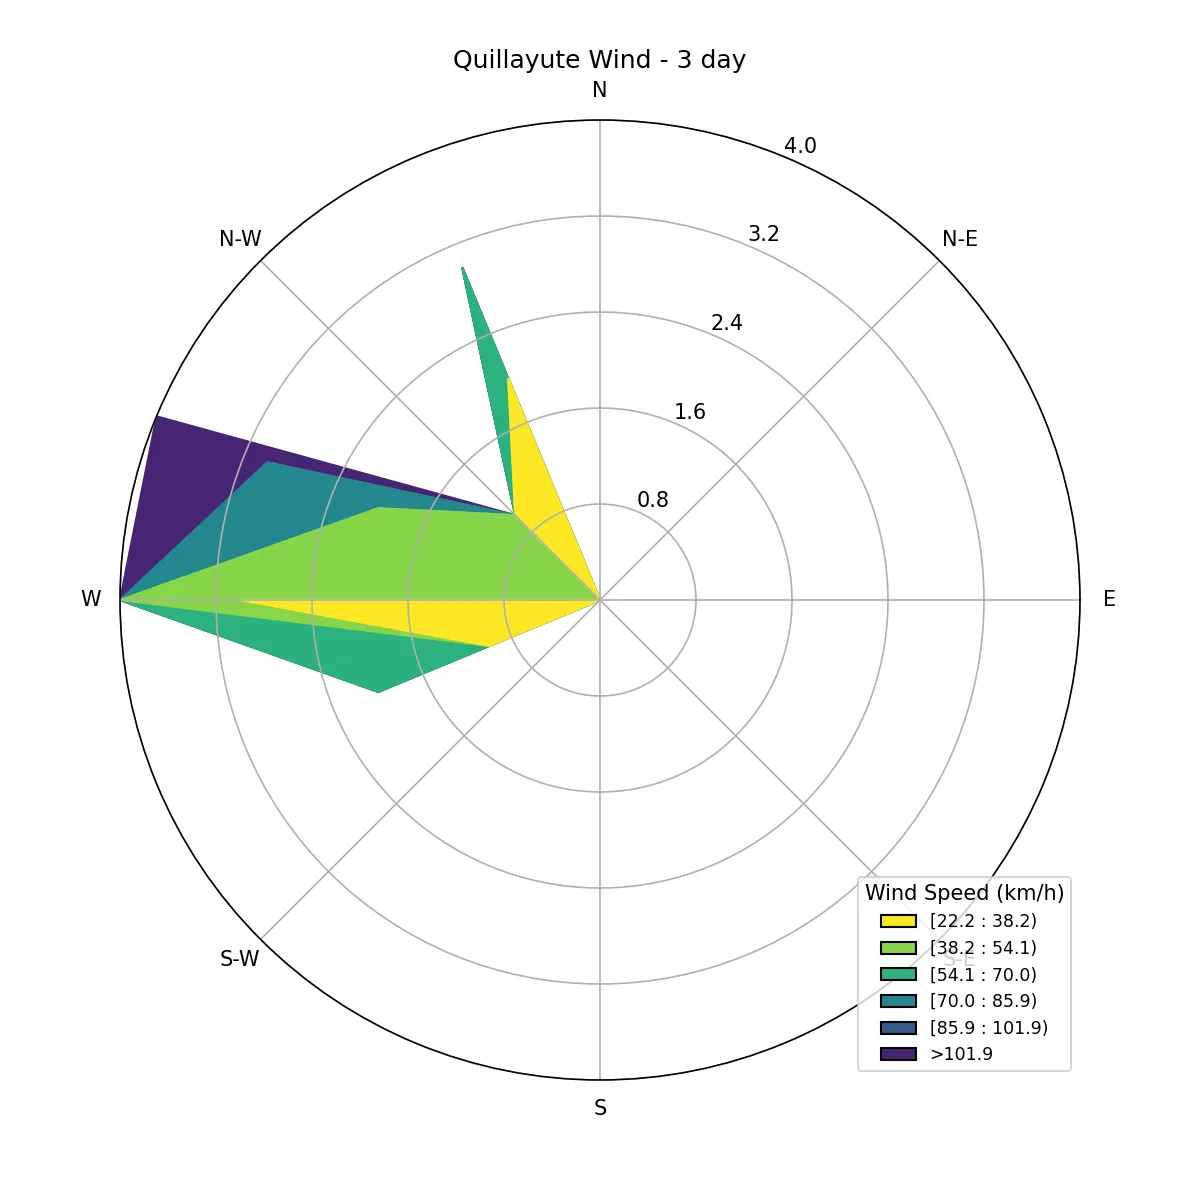 Quillayute Wind - 3 day
N
4.0
N-W
3.2
N-E
2.4
1.6
0.8
W
E
Wind Speed (km/h)
[22.2 : 38.2)
[38.2 : 54.1)
S-W
S-E
[54.1 : 70.0)
[70.0 : 85.9)
[85.9 : 101.9)
>101.9
S